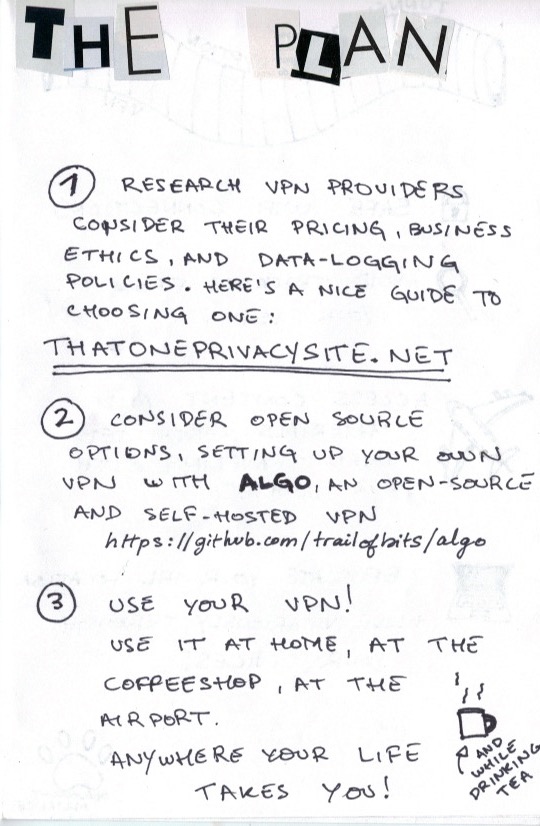 THE PLAN
1 RESEARCH VPN PROVIDERS
CONSIDER THEIR PRICING, BUSINESS
ETHICS, AND DATA-LOGGING
POLICIES. HERE'S A NICE GUIDE TO
CHOOSING ONE:
THATONEPRIVACYSITE.NET
2 CONSIDER OPEN SOURCE
OPTIONS, SETTING UP YOUR OWN
VPN WITH ALGO, AN OPEN-SOURCE
AND SELF-HOSTED VPN
https://github.com/trailofbits/algo
3 USE YOUR VPN!
USE IT AT HOME, AT THE
COFFEESHOP, AT THE
AIRPORT.
ANYWHERE YOUR LIFE
TAKES YOU!
AND
WHILE
DRINKING
TEA